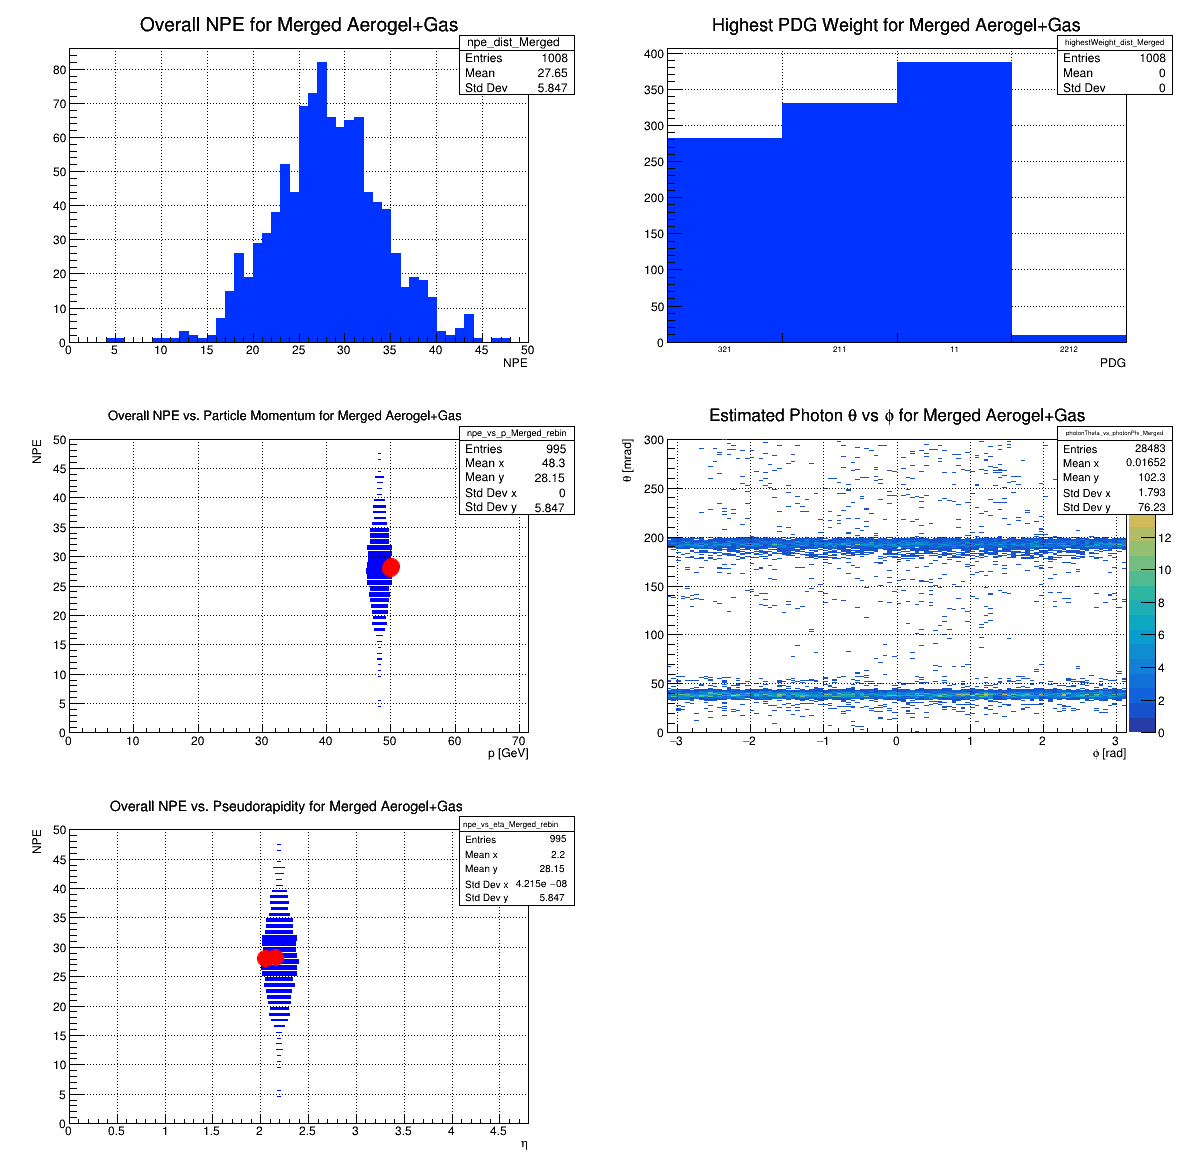 Overall NPE for Merged Aerogel+Gas
npe_dist_Merged
Entries 1008
Mean 27.65
Std Dev 5.847
80
70
60
50
40
30
20
10
0
0 5 10 15 20 25 30 35 40 45 50
NPE
Highest PDG Weight for Merged Aerogel+Gas
highestWeight_dist_Merged
Entries 1008
Mean 0
Std Dev 0
400
350
300
250
200
150
100
50
0
321 211 11 2212
PDG
Overall NPE vs. Particle Momentum for Merged Aerogel+Gas
npe_vs_p_Merged_rebin
Entries 995
Mean x 48.3
Mean y 28.15
Std Dev x 0
Std Dev y 5.847
NPE
50
45
40
35
30
25
20
15
10
5
0
0 10 20 30 40 50 60 70
p [GeV]
Estimated Photon θ vs ϕ for Merged Aerogel+Gas
photonTheta_vs_photonPhi_Merged
Entries 28483
Mean x 0.01652
Mean y 102.3
Std Dev x 1.793
Std Dev y 76.23
θ [mrad]
300
250
200
150
100
50
0
−3 −2 −1 0 1 2 3
ϕ [rad]
12
10
8
6
4
2
0
Overall NPE vs. Pseudorapidity for Merged Aerogel+Gas
npe_vs_eta_Merged_rebin
Entries 995
Mean x 2.2
Mean y 28.15
Std Dev x 4.215e −08
Std Dev y 5.847
NPE
50
45
40
35
30
25
20
15
10
5
0
0 0.5 1 1.5 2 2.5 3 3.5 4 4.5
η